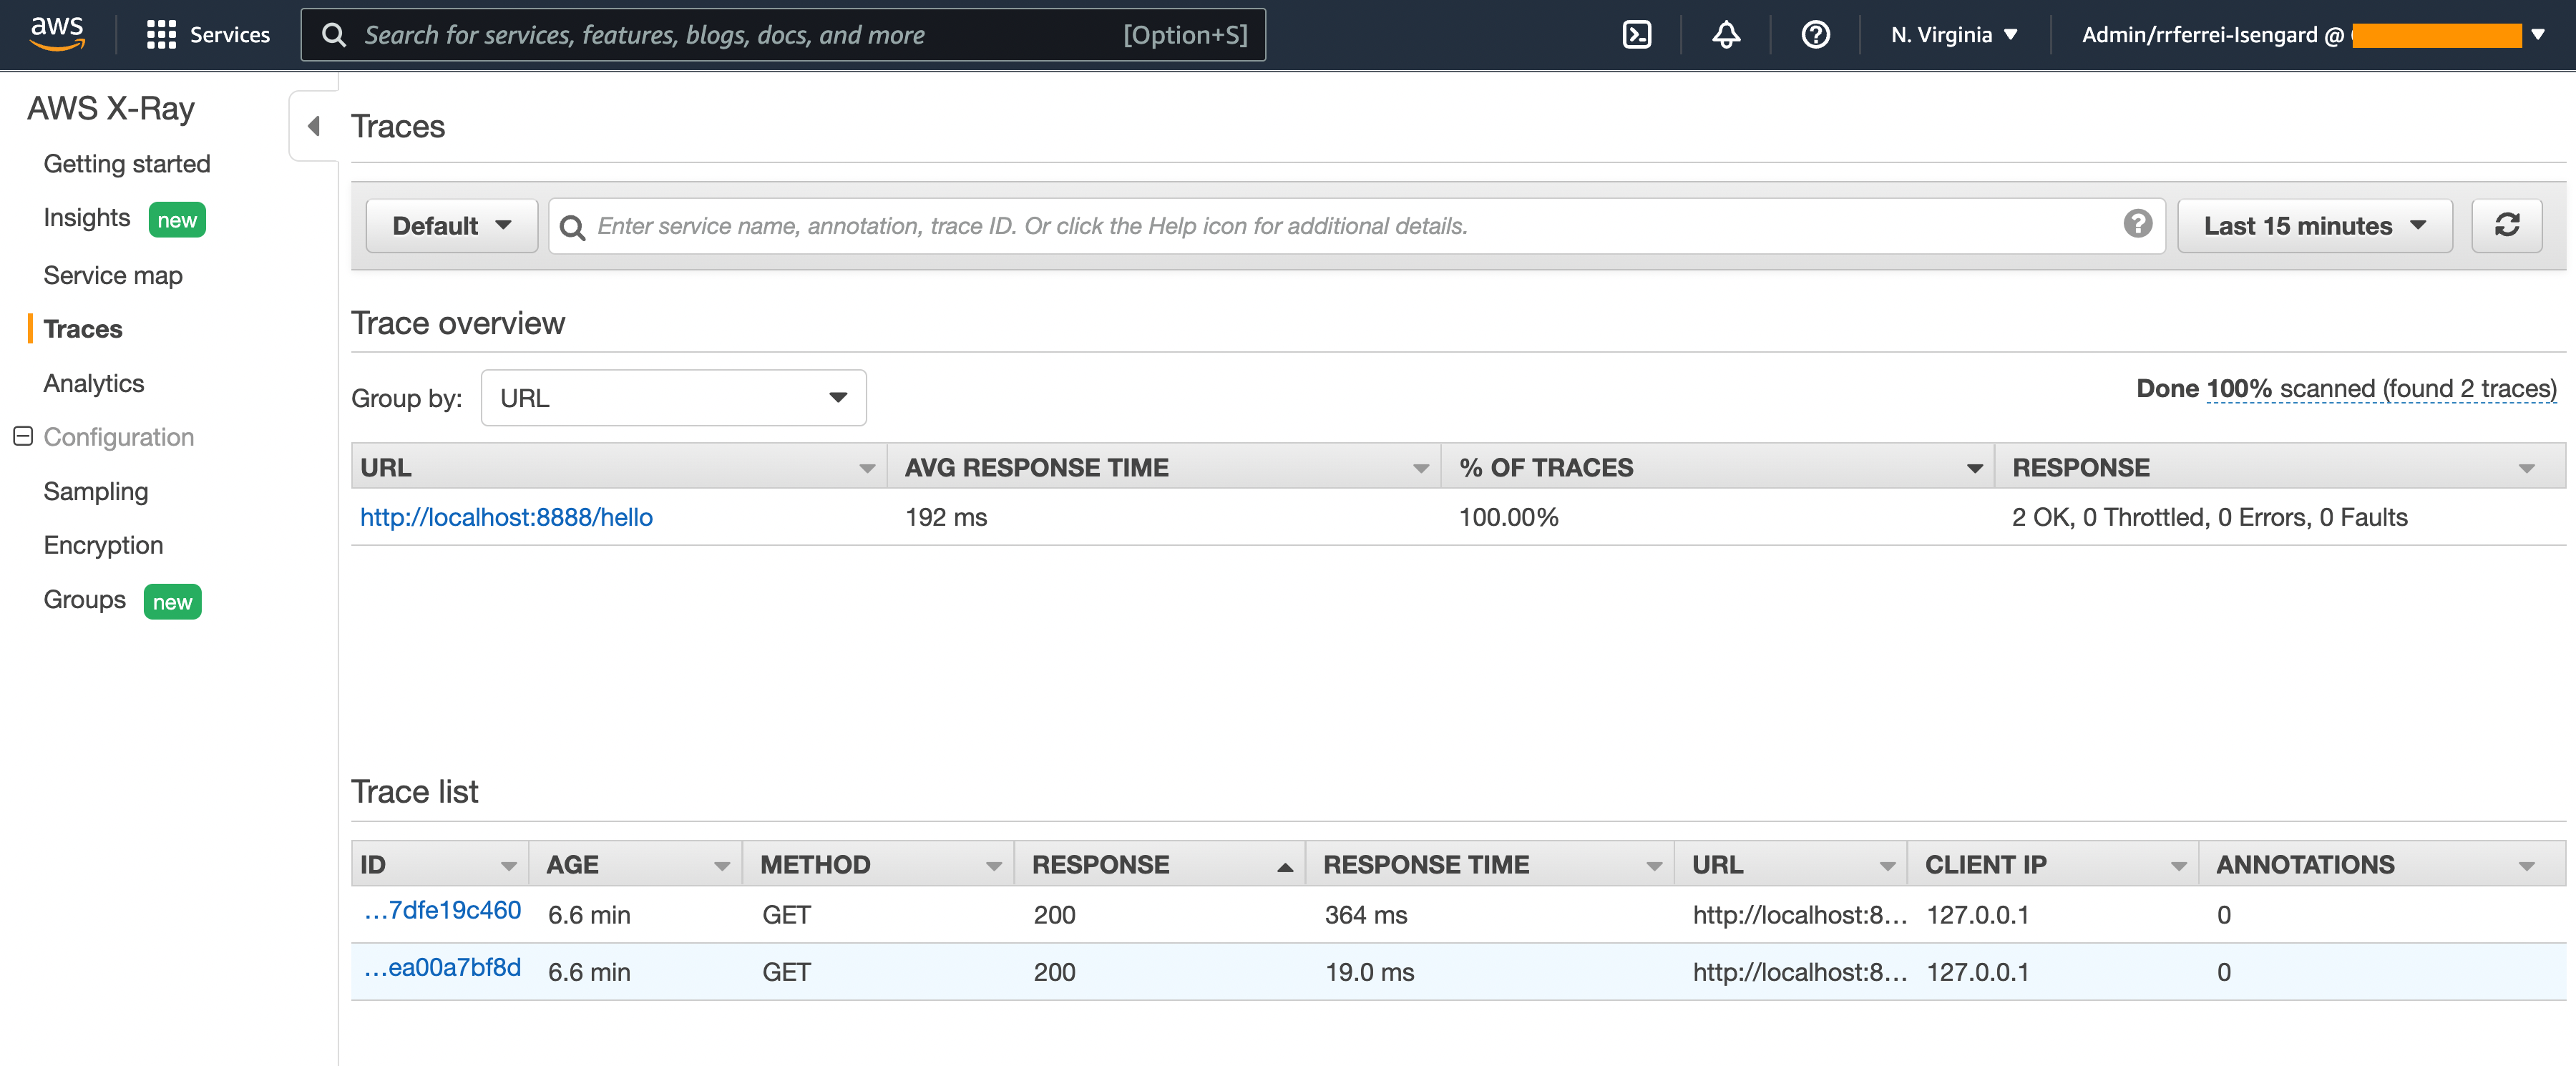 aws
Services
Search for services, features, blogs, docs, and more
[Option+S]
N. Virginia
Admin/rrferrei-Isengard @
AWS X-Ray
Getting started
Insights new
Service map
Traces
Analytics
Configuration
Sampling
Encryption
Groups new
Traces
Default
Enter service name, annotation, trace ID. Or click the Help icon for additional details.
Last 15 minutes
Trace overview
Group by: URL
Done 100% scanned (found 2 traces)
URL AVG RESPONSE TIME % OF TRACES RESPONSE
http://localhost:8888/hello 192 ms 100.00% 2 OK, 0 Throttled, 0 Errors, 0 Faults
Trace list
ID AGE METHOD RESPONSE RESPONSE TIME URL CLIENT IP ANNOTATIONS
...7dfe19c460 6.6 min GET 200 364 ms http://localhost:8... 127.0.0.1 0
...ea00a7bf8d 6.6 min GET 200 19.0 ms http://localhost:8... 127.0.0.1 0